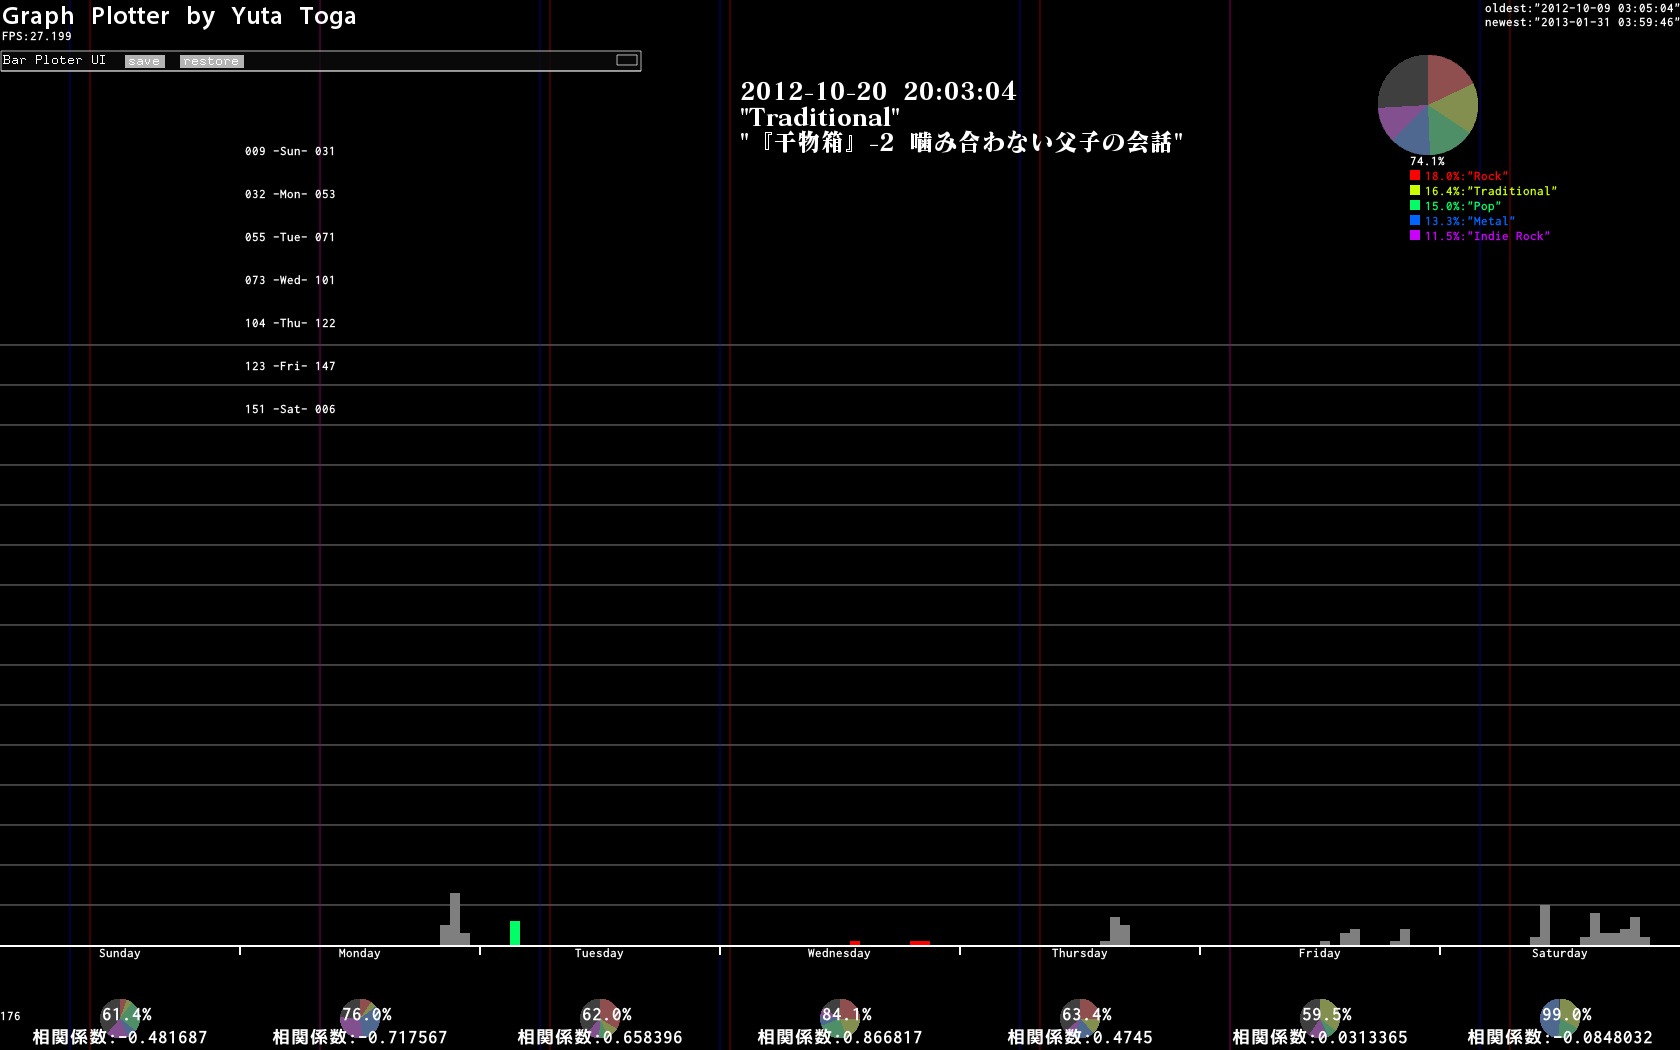 Graph Plotter by Yuta Toga
FPS:27.199
oldest:"2012-10-09 03:05:04"
newest:"2013-01-31 03:59:46"
Bar Ploter UI save restore
2012-10-20 20:03:04
"Traditional"
"『干物箱』-2 噛み合わない父子の会話"
009 -Sun- 031
032 -Mon- 053
055 -Tue- 071
073 -Wed- 101
104 -Thu- 122
123 -Fri- 147
151 -Sat- 006
74.1%
18.0%:"Rock"
16.4%:"Traditional"
15.0%:"Pop"
13.3%:"Metal"
11.5%:"Indie Rock"
Sunday Monday Tuesday Wednesday Thursday Friday Saturday
176 61.4% 76.0% 62.0% 84.1% 63.4% 59.5% 99.0%
相関係数:-0.481687 相関係数:-0.717567 相関係数:0.658396 相関係数:0.866817 相関係数:0.4745 相関係数:0.0313365 相関係数:-0.0848032